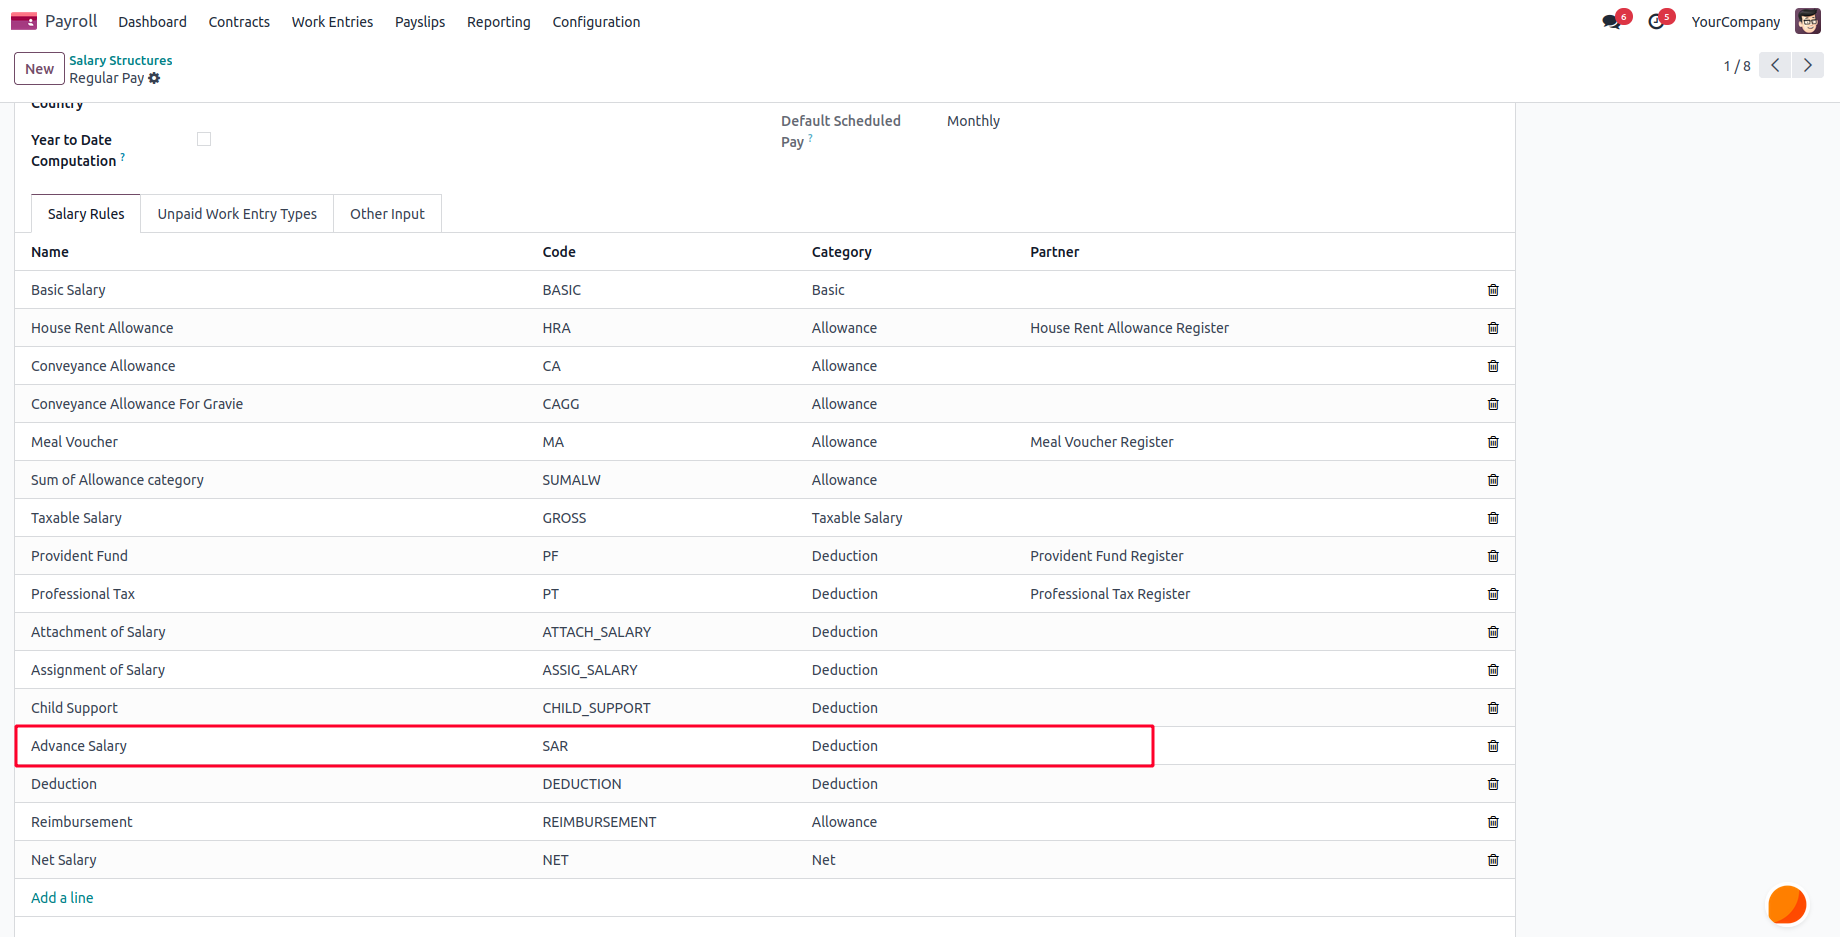 Payroll Dashboard Contracts Work Entries Payslips Reporting Configuration 6 5 YourCompany
New Salary Structures
Regular Pay 1 / 8
Country
Default Scheduled Pay ? Monthly
Year to Date Computation ?
Salary Rules Unpaid Work Entry Types Other Input
Name Code Category Partner
Basic Salary BASIC Basic
House Rent Allowance HRA Allowance House Rent Allowance Register
Conveyance Allowance CA Allowance
Conveyance Allowance For Gravie CAGG Allowance
Meal Voucher MA Allowance Meal Voucher Register
Sum of Allowance category SUMALW Allowance
Taxable Salary GROSS Taxable Salary
Provident Fund PF Deduction Provident Fund Register
Professional Tax PT Deduction Professional Tax Register
Attachment of Salary ATTACH_SALARY Deduction
Assignment of Salary ASSIG_SALARY Deduction
Child Support CHILD_SUPPORT Deduction
Advance Salary SAR Deduction
Deduction DEDUCTION Deduction
Reimbursement REIMBURSEMENT Allowance
Net Salary NET Net
Add a line